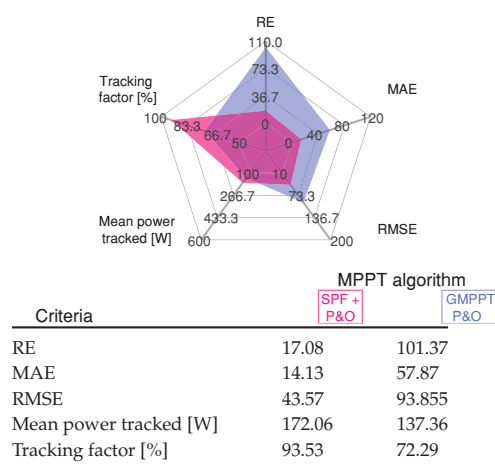 RE
110.0
73.3
36.7
0
MAE
120
80
40
0
RMSE
200
136.7
73.3
10
Mean power
tracked [W]
600
433.3
266.7
100
Tracking
factor [%]
100
83.3
66.7
50
MPPT algorithm
Criteria
SPF +
P&O
GMPPT
P&O
RE 17.08 101.37
MAE 14.13 57.87
RMSE 43.57 93.855
Mean power tracked [W] 172.06 137.36
Tracking factor [%] 93.53 72.29